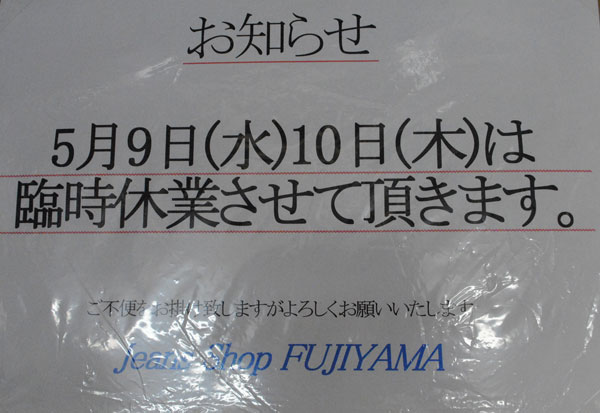 お知らせ
5月9日(水)10日(木)は
臨時休業させて頂きます。
ご不便をお掛け致しますがよろしくお願いいたします
Jeans Shop FUJIYAMA